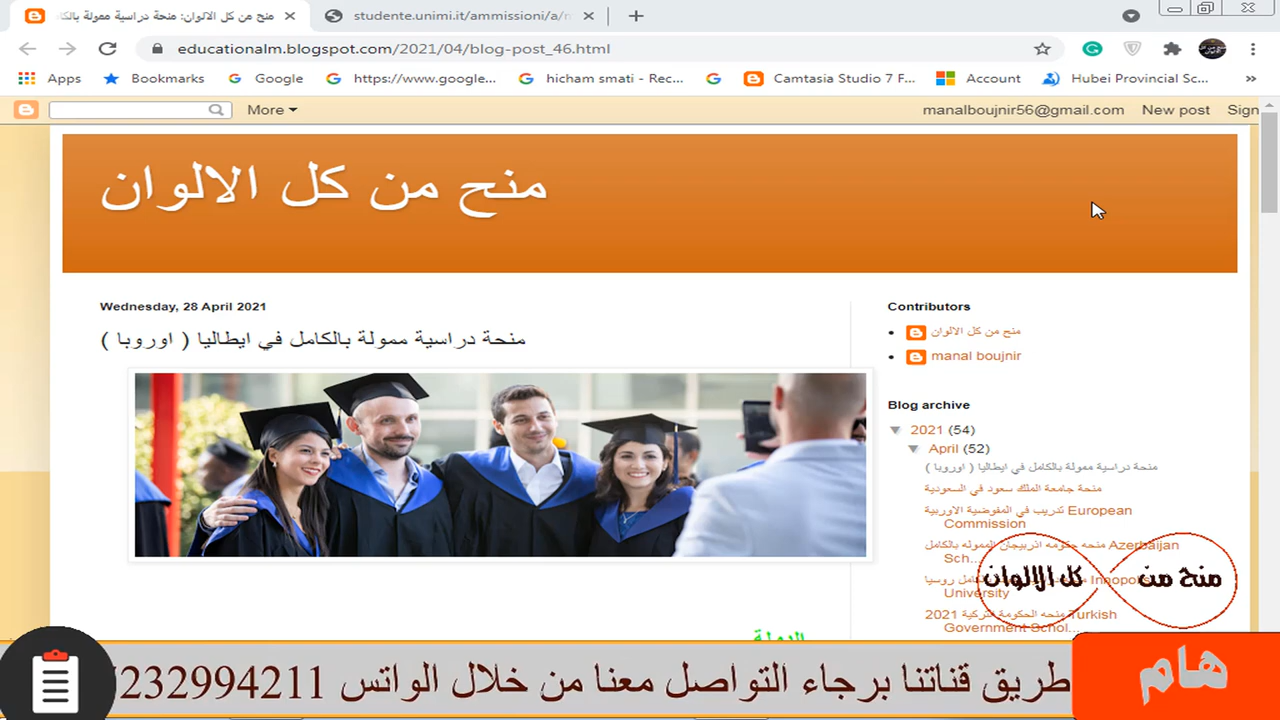 منح من كل الالوان: منحة دراسية ممولة
studente.unimi.it/ammissioni/a/
educationalm.blogspot.com/2021/04/blog-post_46.html
Apps Bookmarks Google https://www.google... hicham smati - Rec... Camtasia Studio 7 F... Account Hubei Provincial Sc... »
More
manalboujnir56@gmail.com New post Sign
منح من كل الالوان
Wednesday, 28 April 2021
منحة دراسية ممولة بالكامل في ايطاليا ( اوروبا )
Contributors
منح من كل الالوان
manal boujnir
Blog archive
2021 (54)
April (52)
منحة دراسية ممولة بالكامل في ايطاليا ( اوروبا )
منحة جامعة الملك سعود في السعودية
تدريب في المفوضية الاوربية European
Commission
منحه حكومه اذربيجان الممولة بالكامل Azerbaijan
Sch...
روسيا Innopolis
University
منحه الحكومة التركية 2021 Turkish
Government Schol...
منح من كل الالوان
الدولة
طريق قناتنا برجاء التواصل معنا من خلال الواتس 232994211
هام